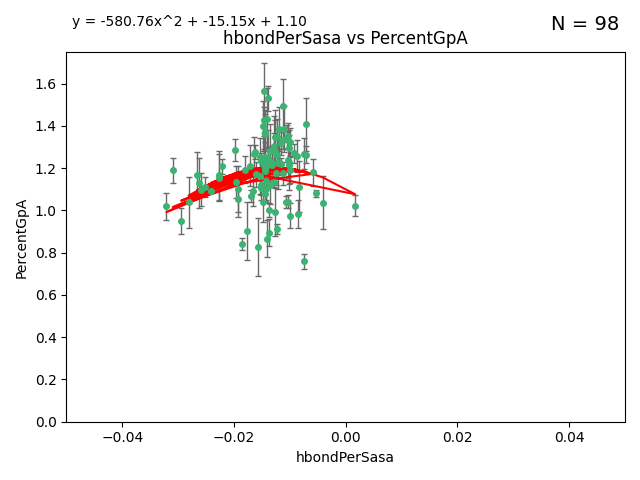 y = -580.76x^2 + -15.15x + 1.10
N = 98
hbondPerSasa vs PercentGpA
PercentGpA
1.6
1.4
1.2
1.0
0.8
0.6
0.4
0.2
0.0
−0.04 −0.02 0.00 0.02 0.04
hbondPerSasa